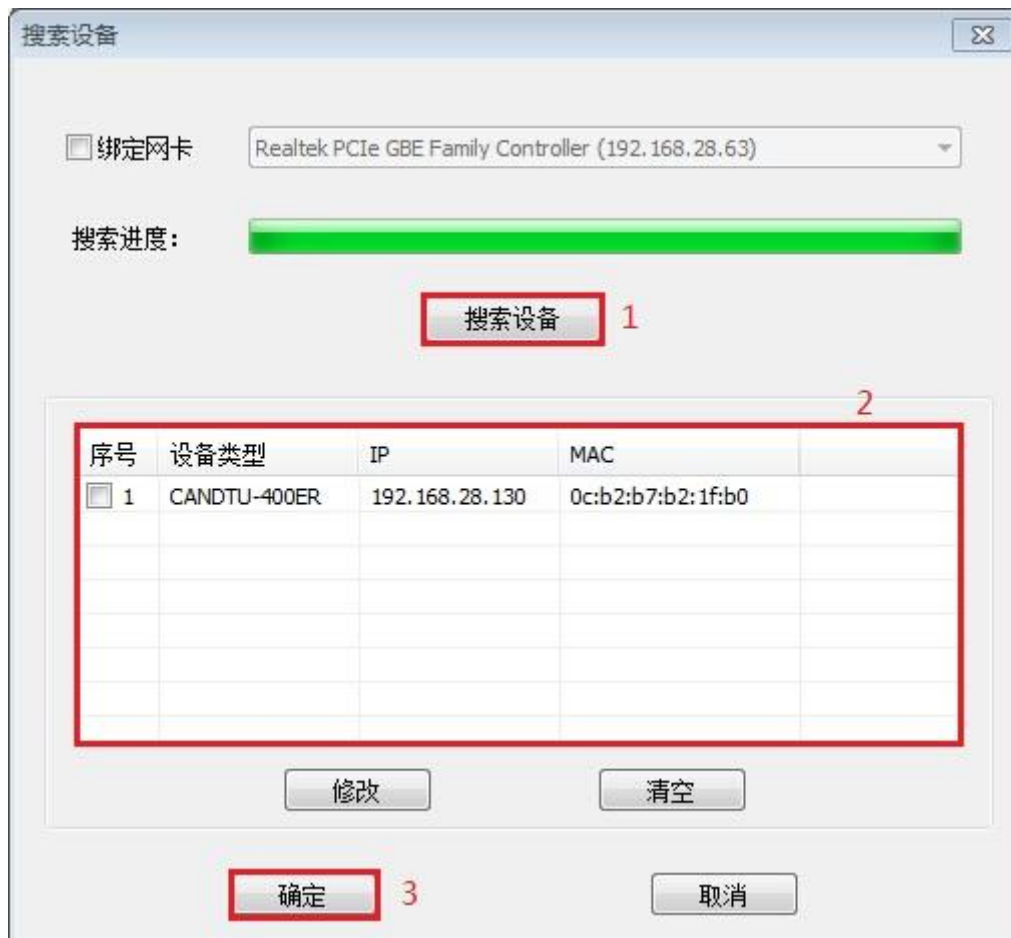 搜索设备
绑定网卡 Realtek PCIe GBE Family Controller (192.168.28.63)
搜索进度：
搜索设备 1
2
序号 设备类型 IP MAC
1 CANDTU-400ER 192.168.28.130 0c:b2:b7:b2:1f:b0
修改 清空
确定 3 取消